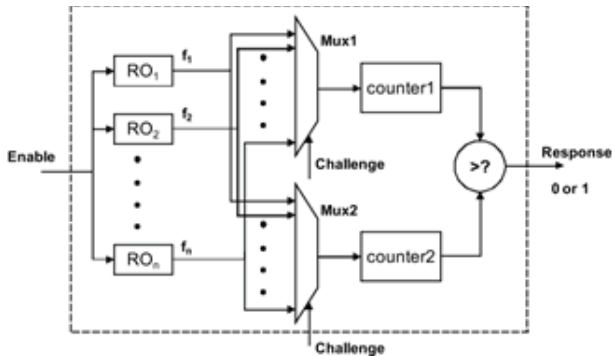 Enable
RO1
RO2
ROn
f1
f2
fn
Mux1
Challenge
Mux2
Challenge
counter1
counter2
>?
Response
0 or 1